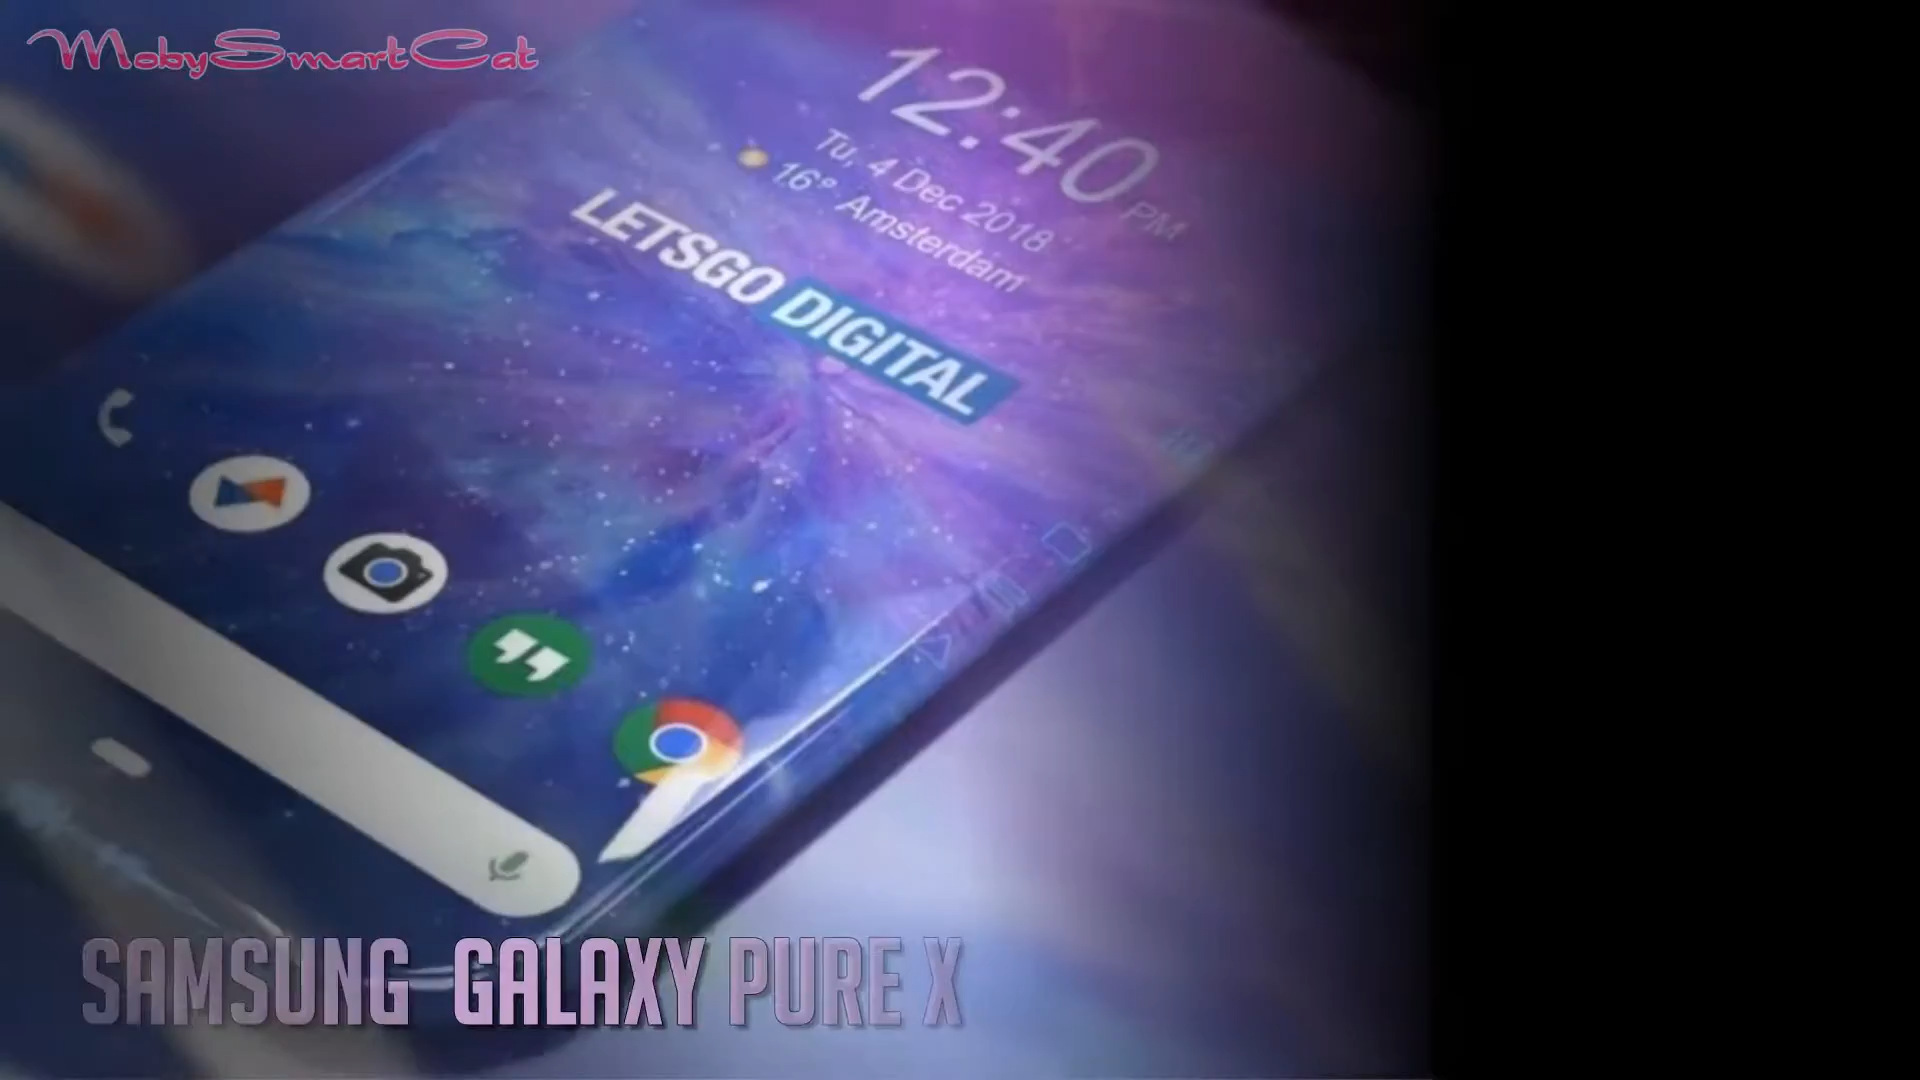 MobySmartCat
12:40 PM
Tu, 4 Dec 2018
16° Amsterdam
LETSGO DIGITAL
SAMSUNG GALAXY PURE X